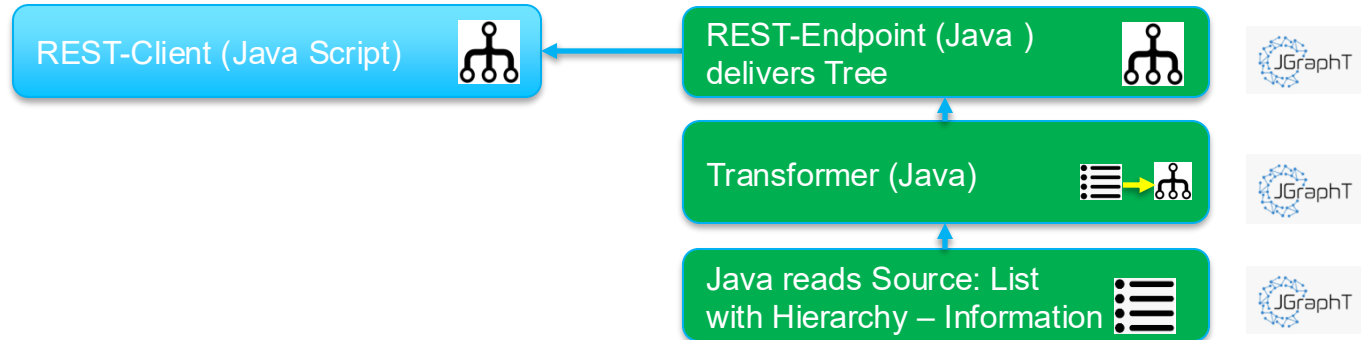 REST-Client (Java Script)
REST-Endpoint (Java )
delivers Tree
JGraphT
Transformer (Java)
JGraphT
Java reads Source: List
with Hierarchy – Information
JGraphT